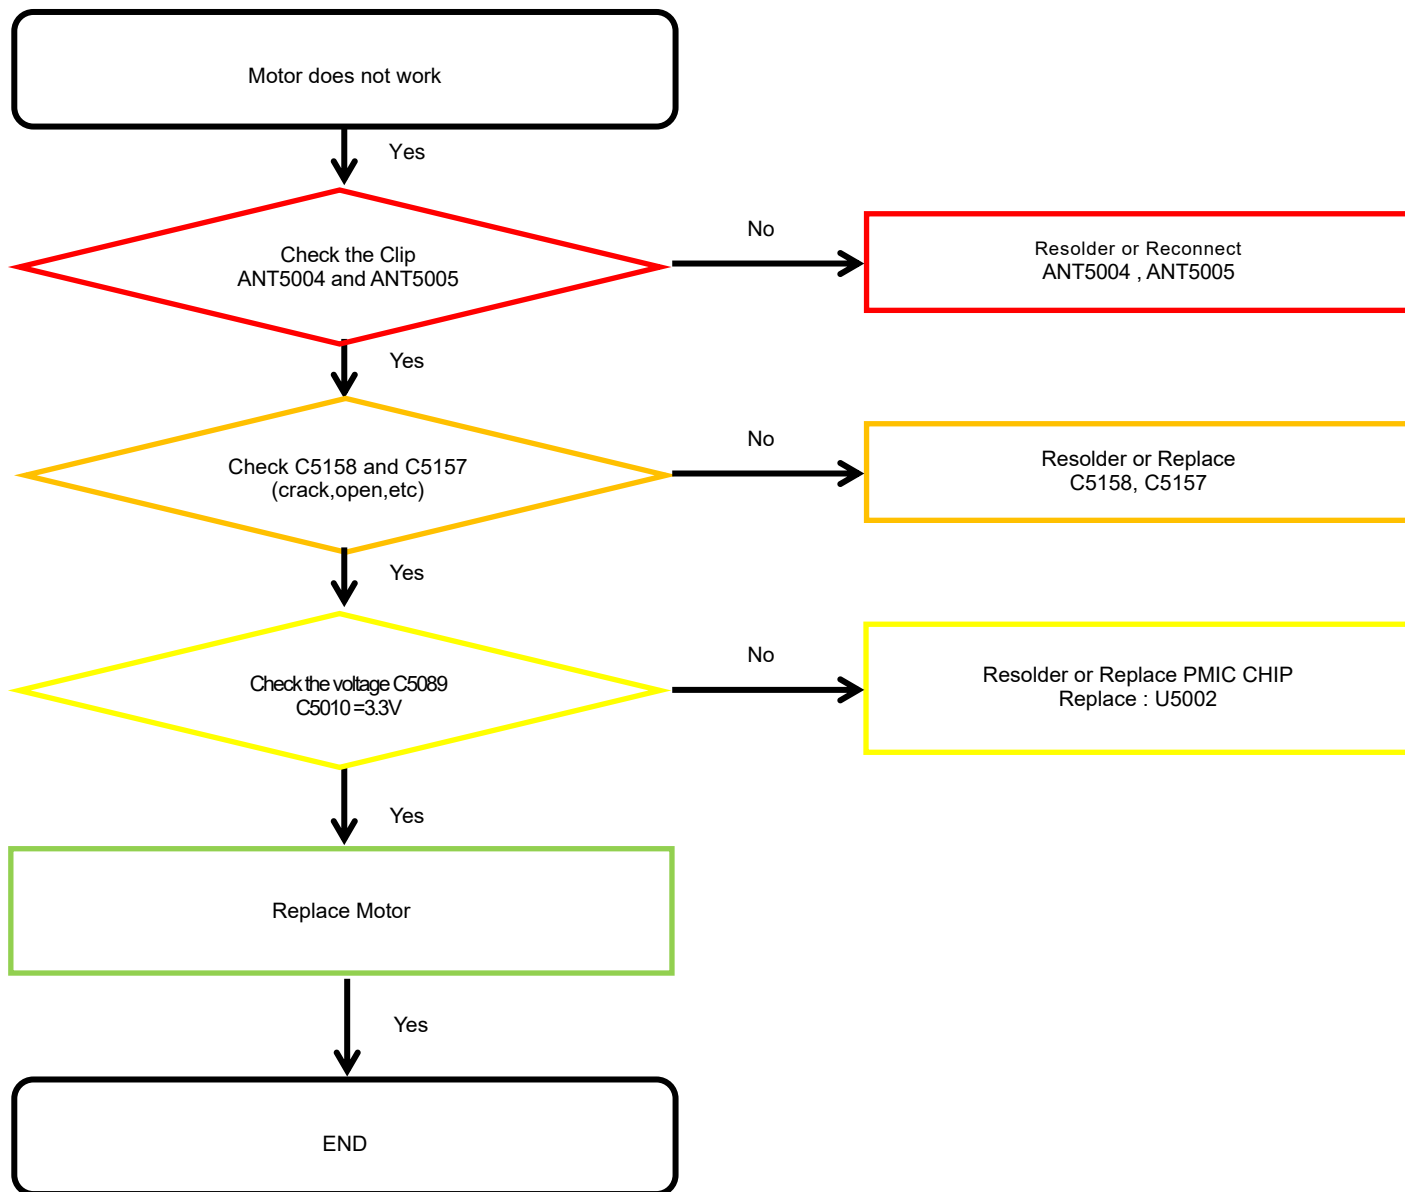 Motor does not work
Yes
Check the Clip
ANT5004 and ANT5005
No
Resolder or Reconnect
ANT5004 , ANT5005
Yes
Check C5158 and C5157
(crack,open,etc)
No
Resolder or Replace
C5158, C5157
Yes
Check the voltage C5089
C5010 =3.3V
No
Resolder or Replace PMIC CHIP
Replace : U5002
Yes
Replace Motor
Yes
END